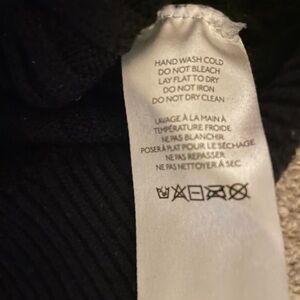 HAND WASH COLD
DO NOT BLEACH
LAY FLAT TO DRY
DO NOT IRON
DO NOT DRY CLEAN
LAVAGE À LA MAIN À
TEMPÉRATURE FROIDE
NE PAS BLANCHIR
POSER À PLAT POUR LE SÉCHAGE
NE PAS REPASSER
NE PAS NETTOYER À SEC